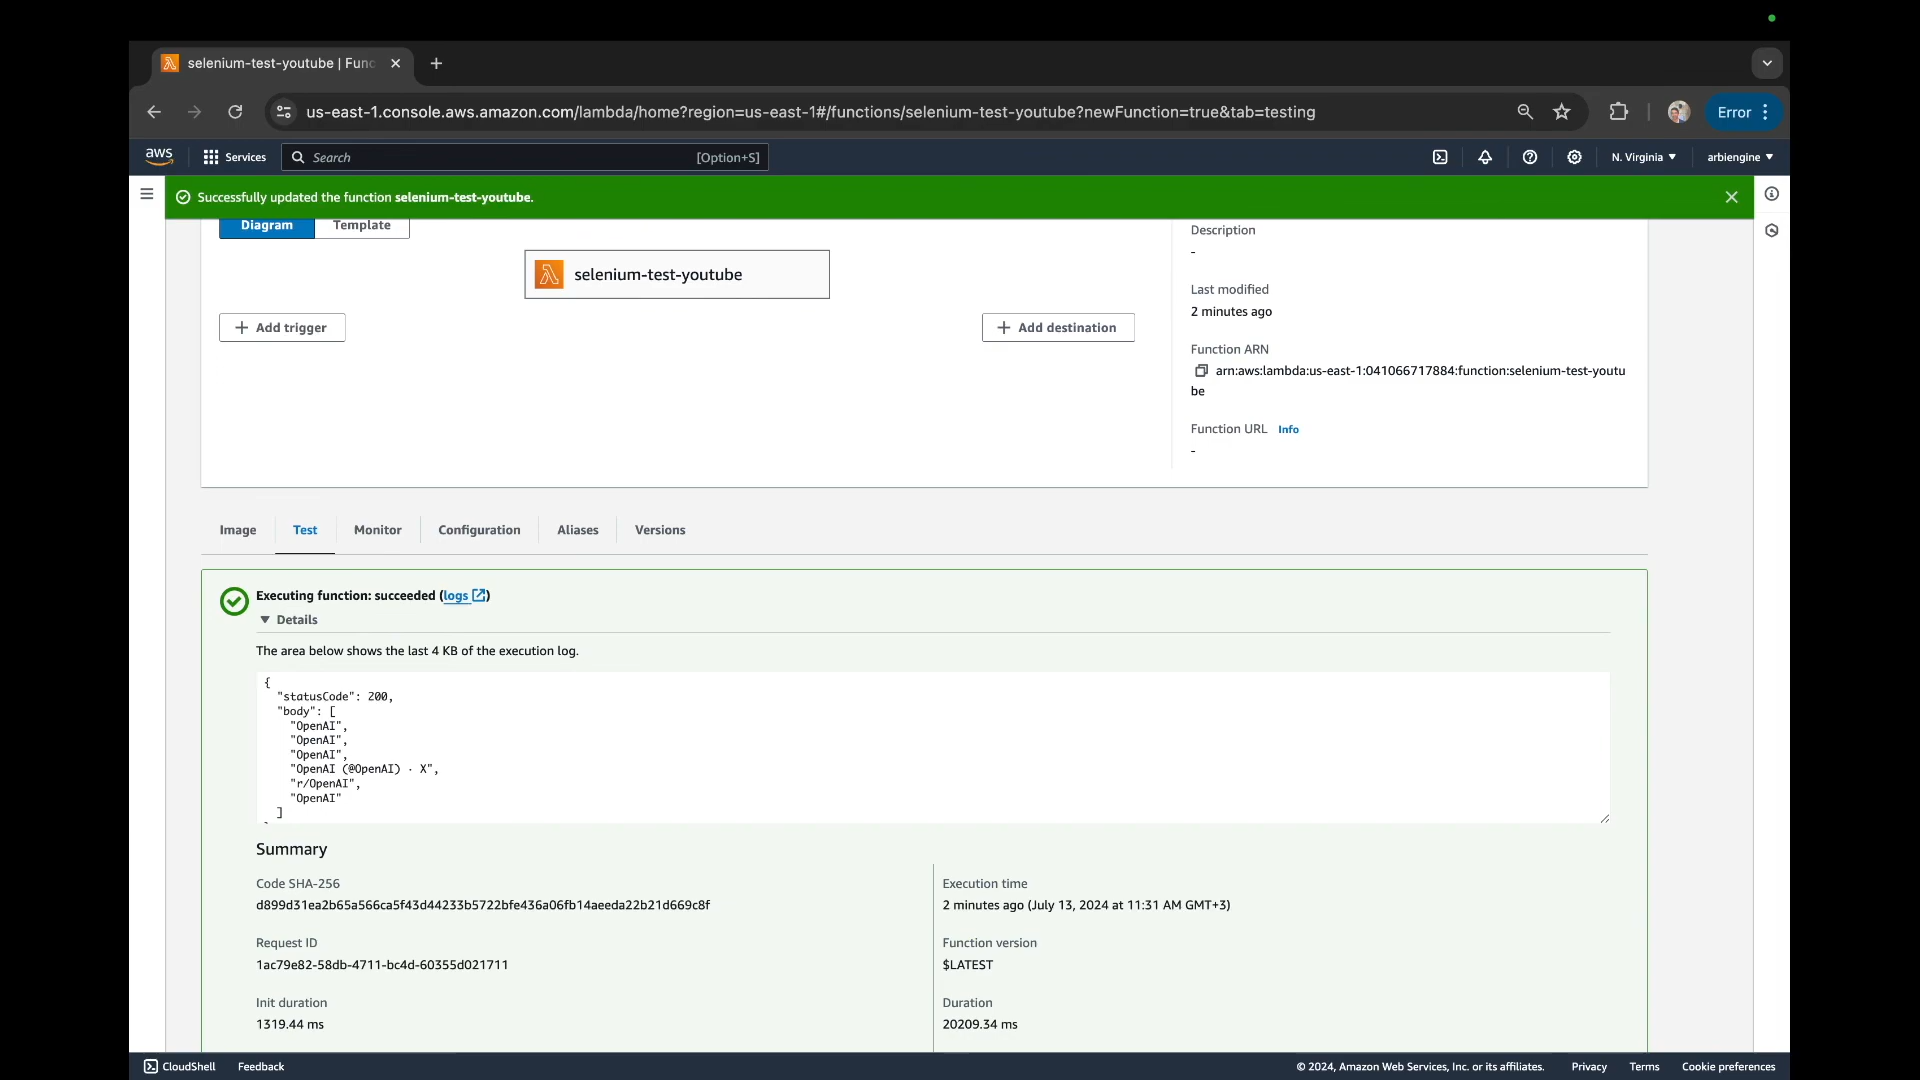 selenium-test-youtube | Func
us-east-1.console.aws.amazon.com/lambda/home?region=us-east-1#/functions/selenium-test-youtube?newFunction=true&tab=testing
Error
aws
Services
Search
[Option+S]
N. Virginia
arbiengine
Successfully updated the function selenium-test-youtube.
Diagram
Template
selenium-test-youtube
Add trigger
Add destination
Description
-
Last modified
2 minutes ago
Function ARN
arn:aws:lambda:us-east-1:041066717884:function:selenium-test-youtu
be
Function URL Info
-
Image
Test
Monitor
Configuration
Aliases
Versions
Executing function: succeeded (logs)
Details
The area below shows the last 4 KB of the execution log.
{
"statusCode": 200,
"body": [
"OpenAI",
"OpenAI",
"OpenAI",
"OpenAI (@OpenAI) · X",
"r/OpenAI",
"OpenAI"
]
Summary
Code SHA-256
d899d31ea2b65a566ca5f43d44233b5722bfe436a06fb14aeeda22b21d669c8f
Execution time
2 minutes ago (July 13, 2024 at 11:31 AM GMT+3)
Request ID
1ac79e82-58db-4711-bc4d-60355d021711
Function version
$LATEST
Init duration
1319.44 ms
Duration
20209.34 ms
CloudShell
Feedback
© 2024, Amazon Web Services, Inc. or its affiliates.
Privacy
Terms
Cookie preferences